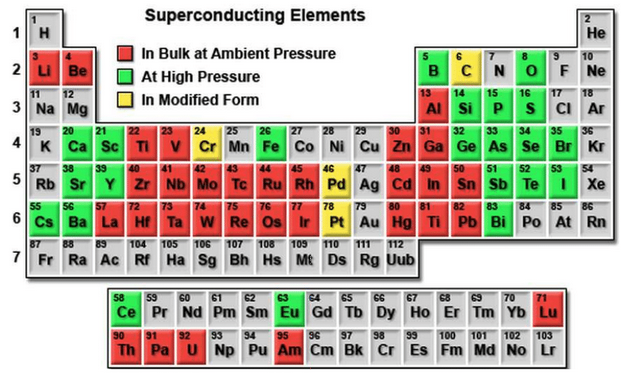 Superconducting Elements
In Bulk at Ambient Pressure
At High Pressure
In Modified Form
1 1 H 2 He
2 3 Li 4 Be 5 B 6 C 7 N 8 O 9 F 10 Ne
3 11 Na 12 Mg 13 Al 14 Si 15 P 16 S 17 Cl 18 Ar
4 19 K 20 Ca 21 Sc 22 Ti 23 V 24 Cr 25 Mn 26 Fe 27 Co 28 Ni 29 Cu 30 Zn 31 Ga 32 Ge 33 As 34 Se 35 Br 36 Kr
5 37 Rb 38 Sr 39 Y 40 Zr 41 Nb 42 Mo 43 Tc 44 Ru 45 Rh 46 Pd 47 Ag 48 Cd 49 In 50 Sn 51 Sb 52 Te 53 I 54 Xe
6 55 Cs 56 Ba 57 La 72 Hf 73 Ta 74 W 75 Re 76 Os 77 Ir 78 Pt 79 Au 80 Hg 81 Ti 82 Pb 83 Bi 84 Po 85 At 86 Rn
7 87 Fr 88 Ra 89 Ac 104 Rf 105 Ha 106 Sg 107 Bh 108 Hs 109 Mt 110 Ds 111 Rg 112 Uub
58 Ce 59 Pr 60 Nd 61 Pm 62 Sm 63 Eu 64 Gd 65 Tb 66 Dy 67 Ho 68 Er 69 Tm 70 Yb 71 Lu
90 Th 91 Pa 92 U 93 Np 94 Pu 95 Am 96 Cm 97 Bk 98 Cr 99 Es 100 Fm 101 Md 102 No 103 Lr